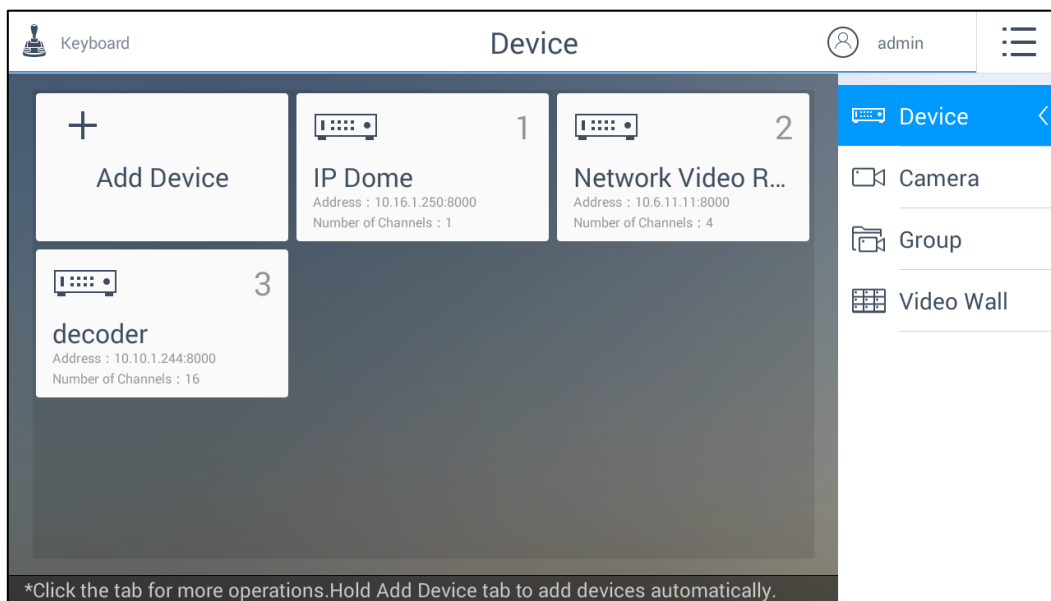 Keyboard
Device
admin
Add Device
1
IP Dome
Address : 10.16.1.250:8000
Number of Channels : 1
2
Network Video R...
Address : 10.6.11.11:8000
Number of Channels : 4
3
decoder
Address : 10.10.1.244:8000
Number of Channels : 16
Device
Camera
Group
Video Wall
*Click the tab for more operations.Hold Add Device tab to add devices automatically.